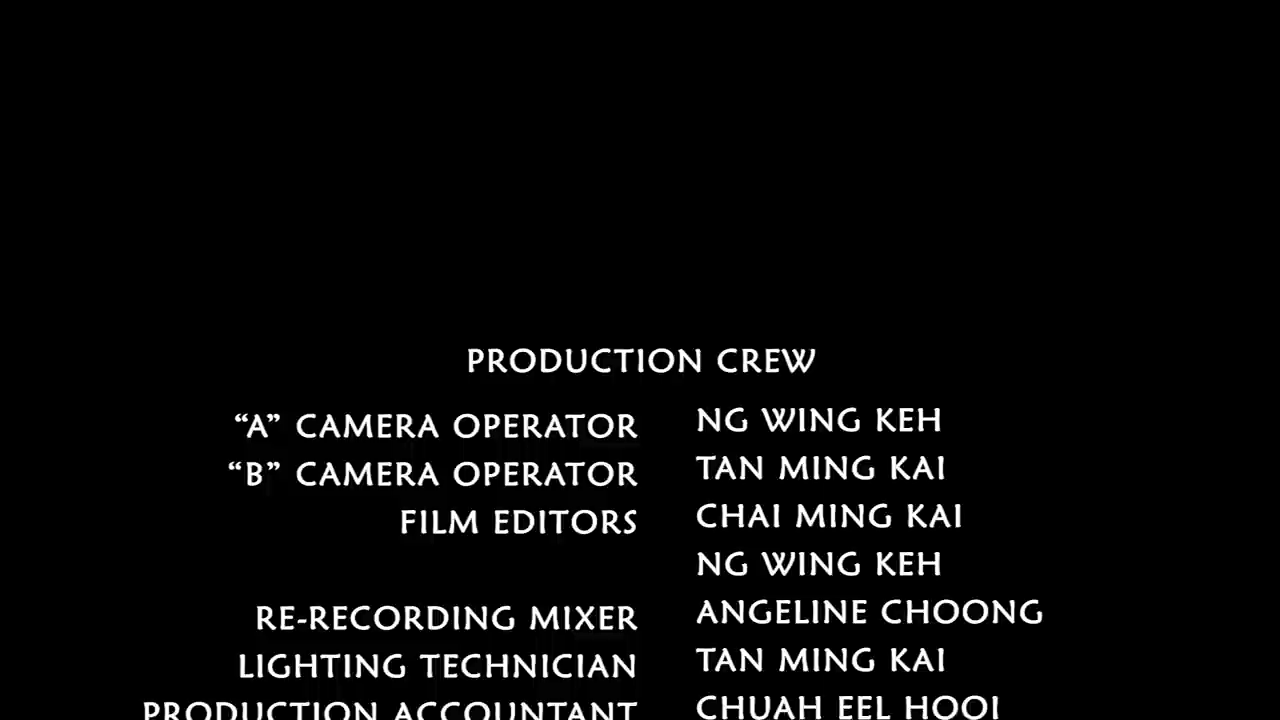 PRODUCTION CREW
“A” CAMERA OPERATOR NG WING KEH
“B” CAMERA OPERATOR TAN MING KAI
FILM EDITORS CHAI MING KAI
NG WING KEH
RE-RECORDING MIXER ANGELINE CHOONG
LIGHTING TECHNICIAN TAN MING KAI
PRODUCTION ACCOUNTANT CHUAH EEL HOOI